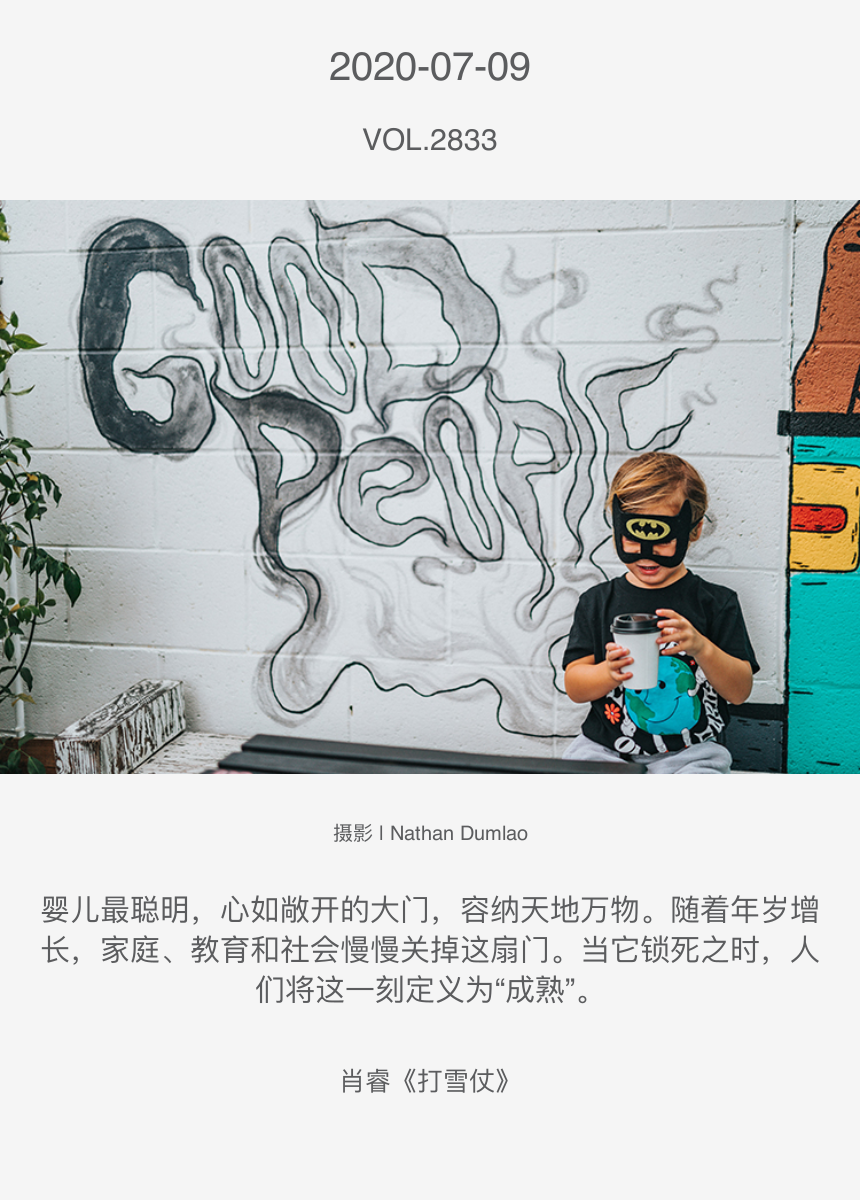 2020-07-09
VOL.2833
GOOD
PeoPlE
摄影 l Nathan Dumlao
婴儿最聪明，心如敞开的大门，容纳天地万物。随着年岁增
长，家庭、教育和社会慢慢关掉这扇门。当它锁死之时，人
们将这一刻定义为“成熟”。
肖睿《打雪仗》